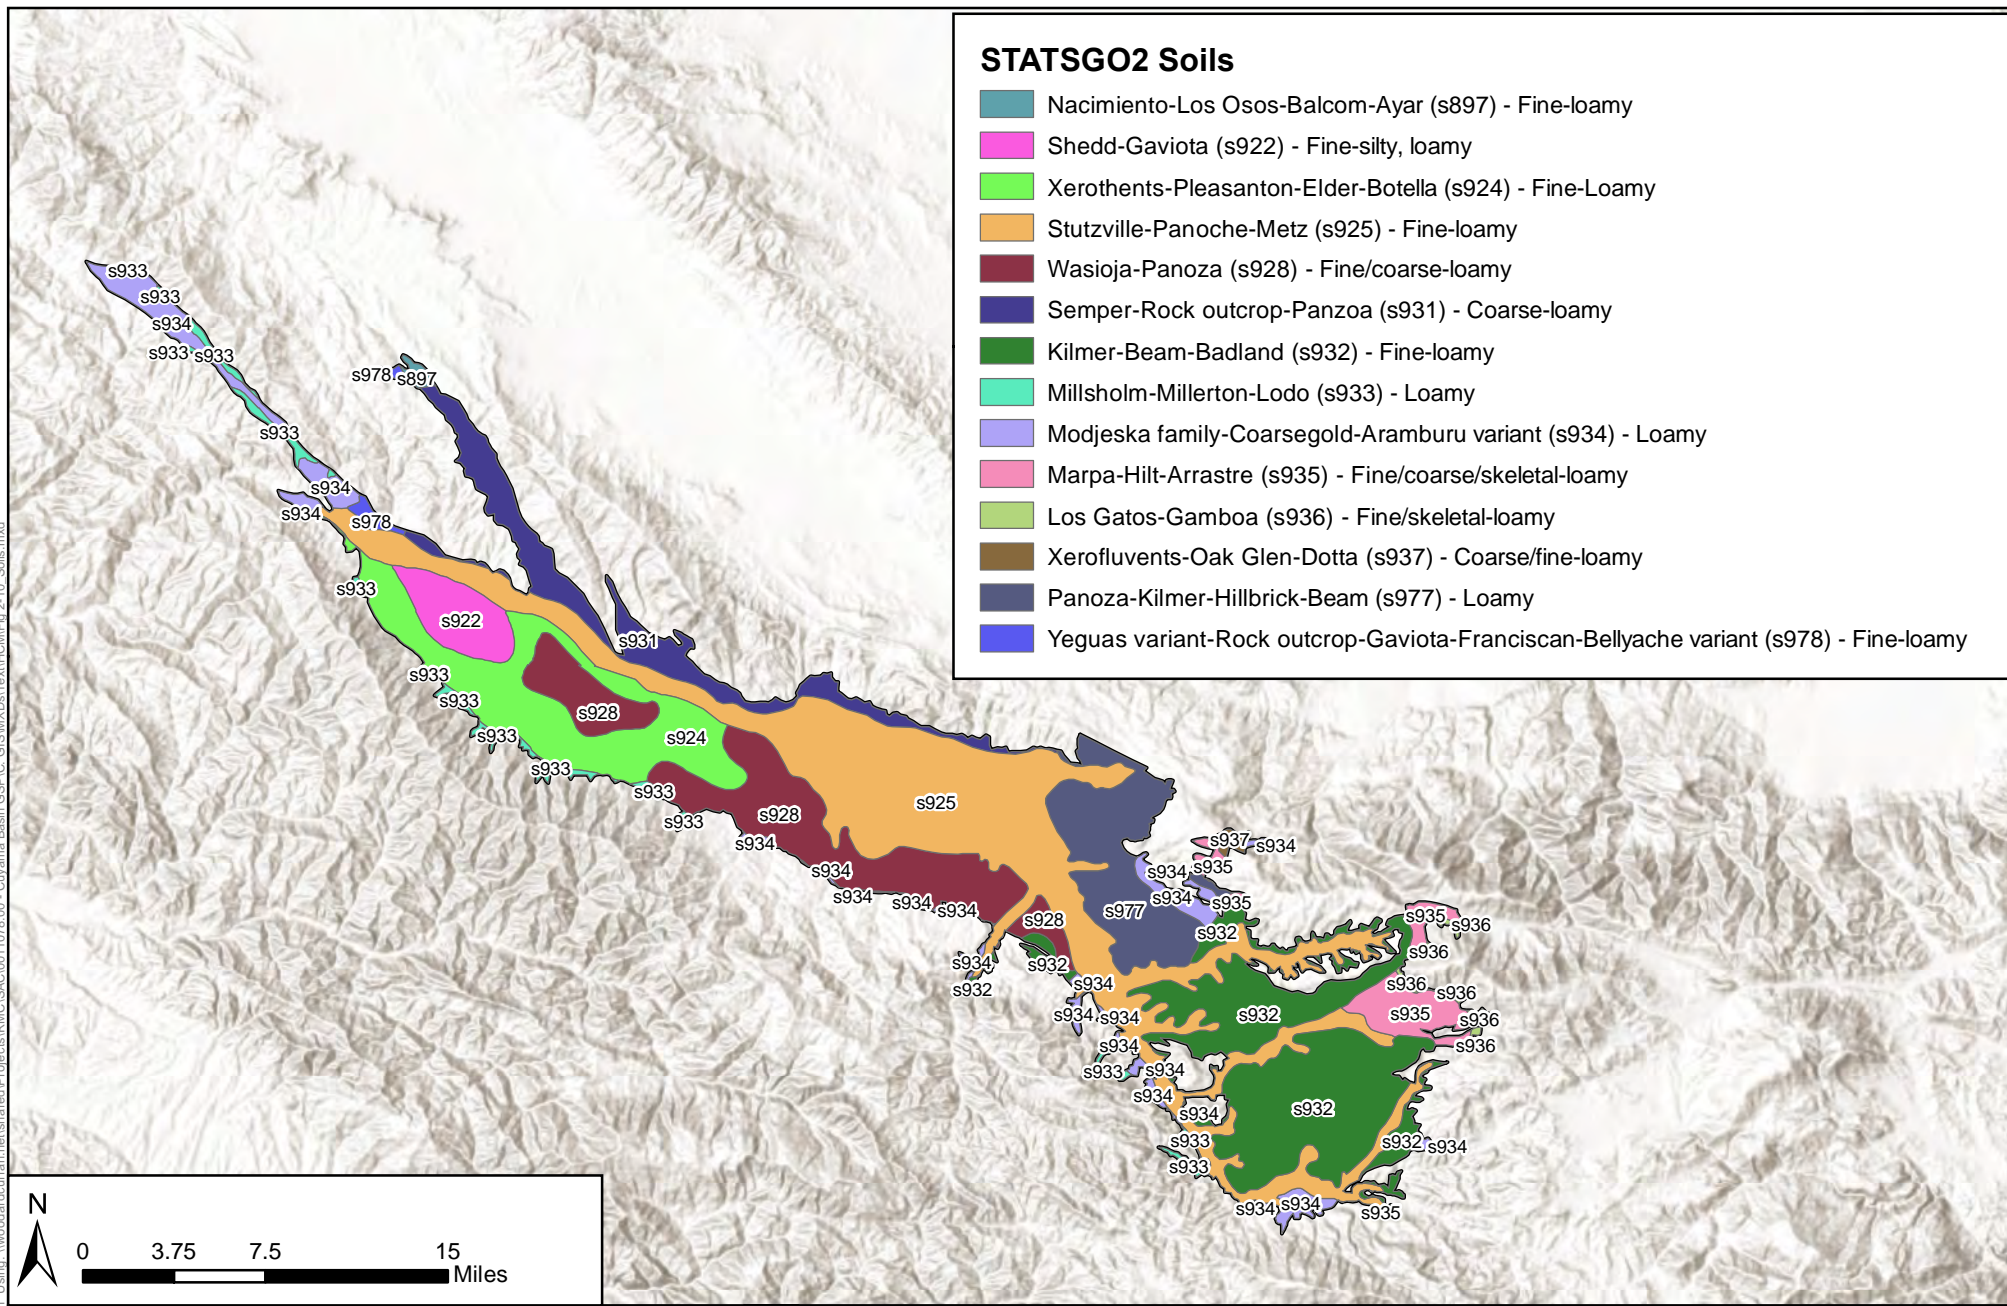 STATSGO2 Soils
Nacimiento-Los Osos-Balcom-Ayar (s897) - Fine-loamy
Shedd-Gaviota (s922) - Fine-silty, loamy
Xerothents-Pleasanton-Elder-Botella (s924) - Fine-Loamy
Stutzville-Panoche-Metz (s925) - Fine-loamy
Wasioja-Panoza (s928) - Fine/coarse-loamy
Semper-Rock outcrop-Panzoa (s931) - Coarse-loamy
Kilmer-Beam-Badland (s932) - Fine-loamy
Millsholm-Millerton-Lodo (s933) - Loamy
Modjeska family-Coarsegold-Aramburu variant (s934) - Loamy
Marpa-Hilt-Arrastre (s935) - Fine/coarse/skeletal-loamy
Los Gatos-Gamboa (s936) - Fine/skeletal-loamy
Xerofluvents-Oak Glen-Dotta (s937) - Coarse/fine-loamy
Panoza-Kilmer-Hillbrick-Beam (s977) - Loamy
Yeguas variant-Rock outcrop-Gaviota-Franciscan-Bellyache variant (s978) - Fine-loamy
s933
s933
s934
s933 s933
s978 s897
s933
s934
s934 s978
s933
s922
s931
s933
s933
s928
s933 s924
s933
s933
s925
s928
s933
s934
s937 s934
s935
s934
s934
s934
s934 s935
s934
s934
s977
s928
s935
s936
s932
s936
s934
s932
s934
s936
s932
s936
s934
s934
s932
s935
s936
s934
s936
s933
s934
s934
s934
s932
s933
s932 s934
s933
s934
s934
s935
N
0 3.75 7.5 15
Miles